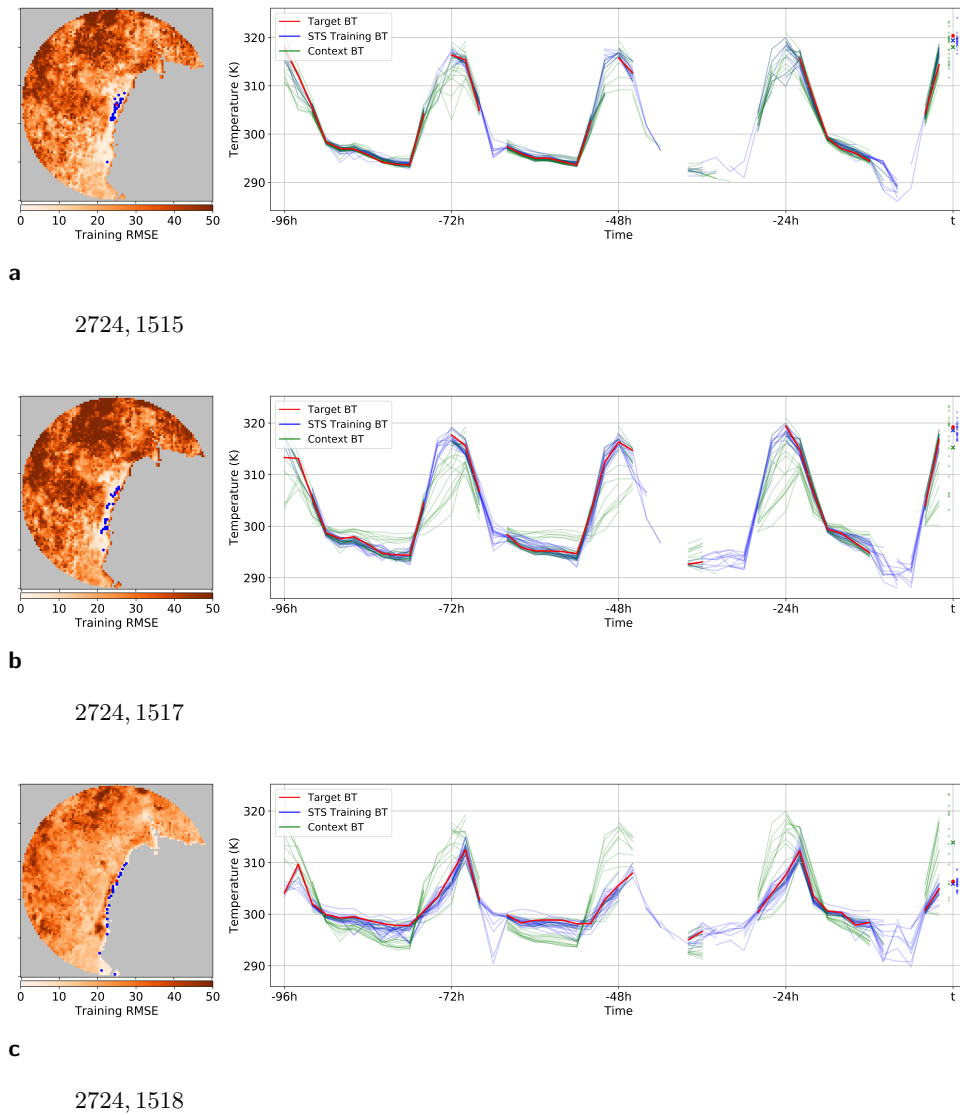 320
310
300
290
Temperature (K)
Target BT
STS Training BT
Context BT
0 10 20 30 40 50
Training RMSE
-96h -72h -48h -24h t
Time
a
2724, 1515
320
310
300
290
Temperature (K)
Target BT
STS Training BT
Context BT
0 10 20 30 40 50
Training RMSE
-96h -72h -48h -24h t
Time
b
2724, 1517
320
310
300
290
Temperature (K)
Target BT
STS Training BT
Context BT
0 10 20 30 40 50
Training RMSE
-96h -72h -48h -24h t
Time
c
2724, 1518